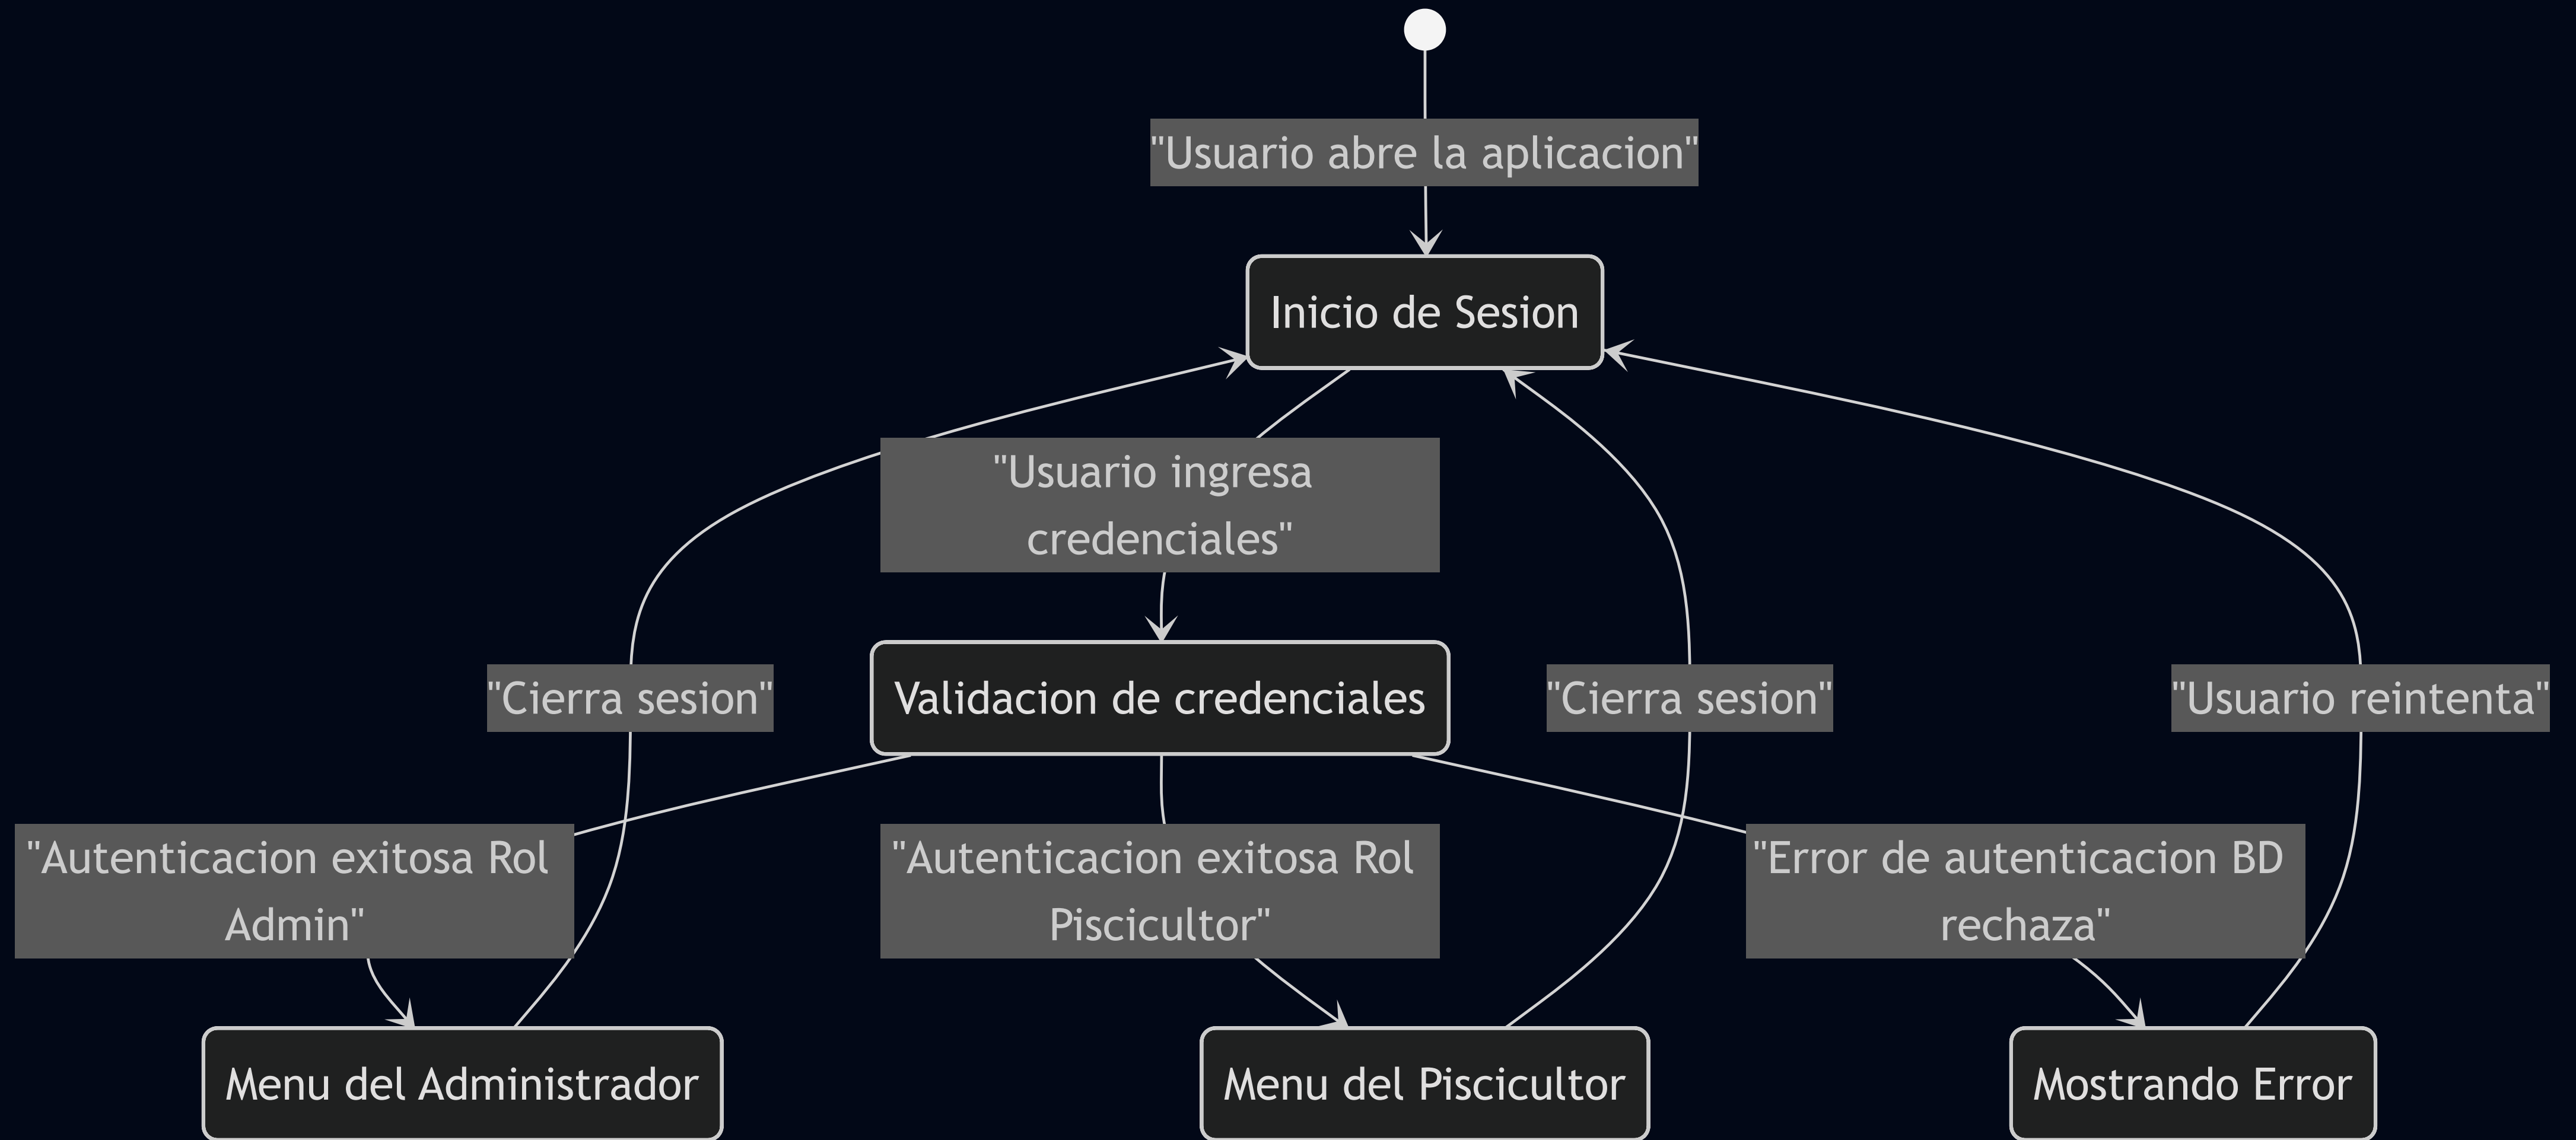 "Usuario abre la aplicacion"
Inicio de Sesion
"Usuario ingresa
credenciales"
"Cierra sesion"
Validacion de credenciales
"Cierra sesion"
"Usuario reintenta"
"Autenticacion exitosa Rol
Admin"
"Autenticacion exitosa Rol
Piscicultor"
"Error de autenticacion BD
rechaza"
Menu del Administrador
Menu del Piscicultor
Mostrando Error